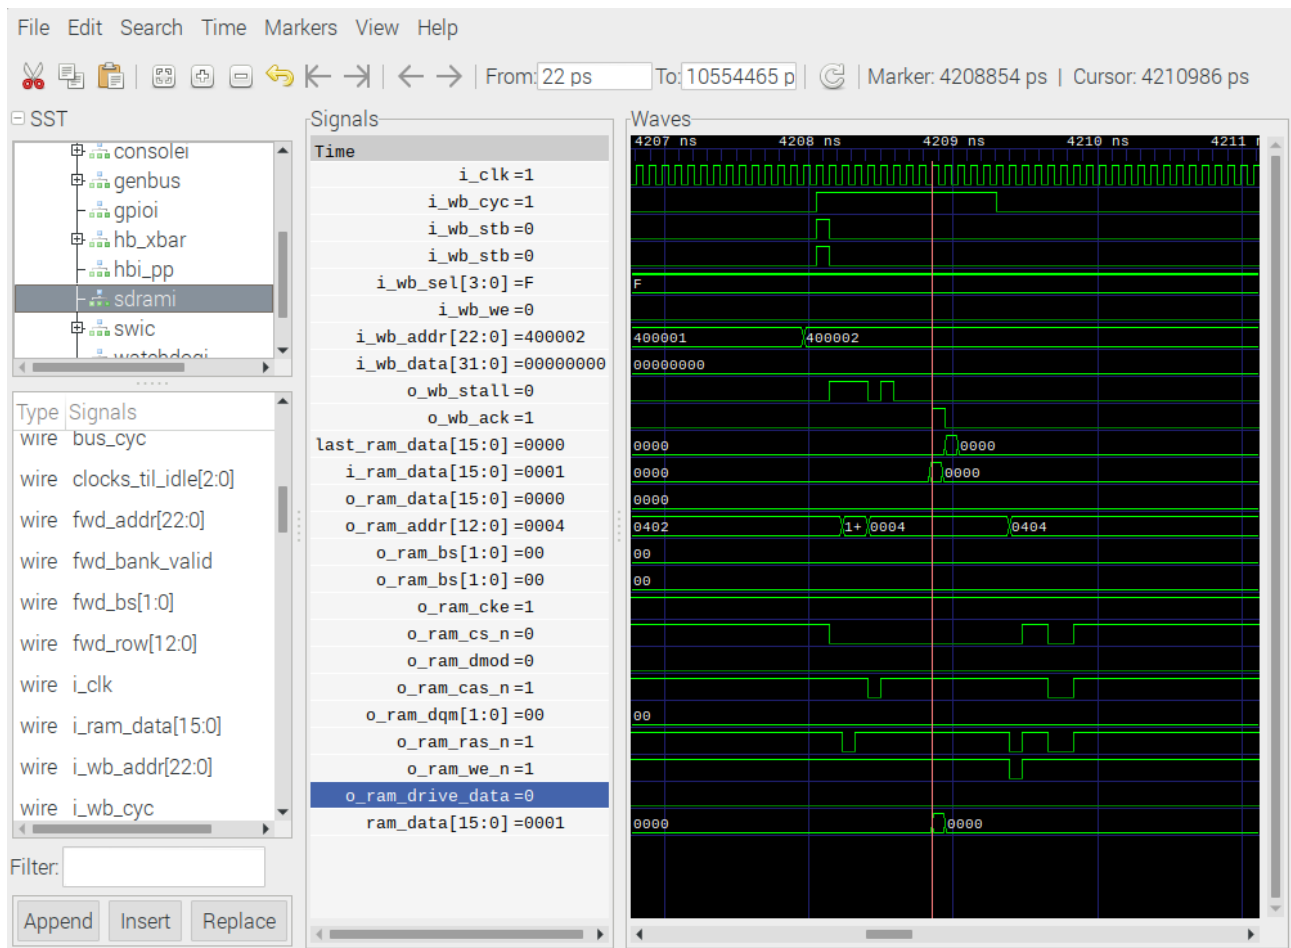 File Edit Search Time Markers View Help
From: 22 ps To: 10554465 p Marker: 4208854 ps | Cursor: 4210986 ps
SST
consolei
genbus
gpioi
hb_xbar
hbi_pp
sdrami
swic
watchdogi
Type Signals
wire bus_cyc
wire clocks_til_idle[2:0]
wire fwd_addr[22:0]
wire fwd_bank_valid
wire fwd_bs[1:0]
wire fwd_row[12:0]
wire i_clk
wire i_ram_data[15:0]
wire i_wb_addr[22:0]
wire i_wb_cyc
Filter:
Append Insert Replace
Signals
Time
i_clk=1
i_wb_cyc=1
i_wb_stb=0
i_wb_stb=0
i_wb_sel[3:0]=F
i_wb_we=0
i_wb_addr[22:0]=400002
i_wb_data[31:0]=00000000
o_wb_stall=0
o_wb_ack=1
last_ram_data[15:0]=0000
i_ram_data[15:0]=0001
o_ram_data[15:0]=0000
o_ram_addr[12:0]=0004
o_ram_bs[1:0]=00
o_ram_bs[1:0]=00
o_ram_cke=1
o_ram_cs_n=0
o_ram_dmod=0
o_ram_cas_n=1
o_ram_dqm[1:0]=00
o_ram_ras_n=1
o_ram_we_n=1
o_ram_drive_data=0
ram_data[15:0]=0001
Waves
4207 ns 4208 ns 4209 ns 4210 ns 4211
F
400001 400002
00000000
0000 0000
0000 0000
0000
0402 1+ 0004 0404
00
00
00
0000 0000